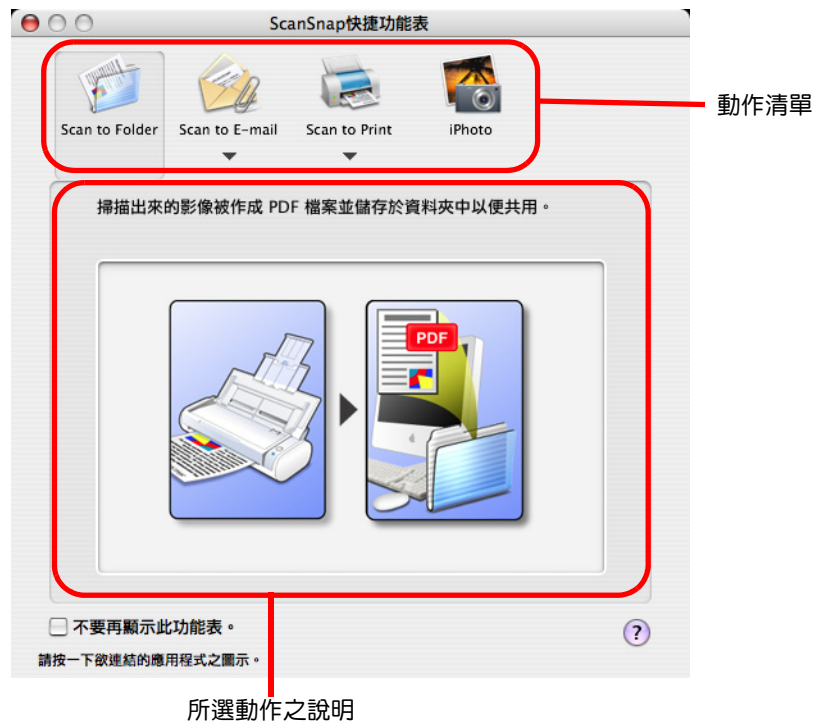 ScanSnap快捷功能表
Scan to Folder
Scan to E-mail
Scan to Print
iPhoto
動作清單
掃描出來的影像被作成 PDF 檔案並儲存於資料夾中以便共用。
PDF
不要再顯示此功能表。
?
請按一下欲連結的應用程式之圖示。
所選動作之說明